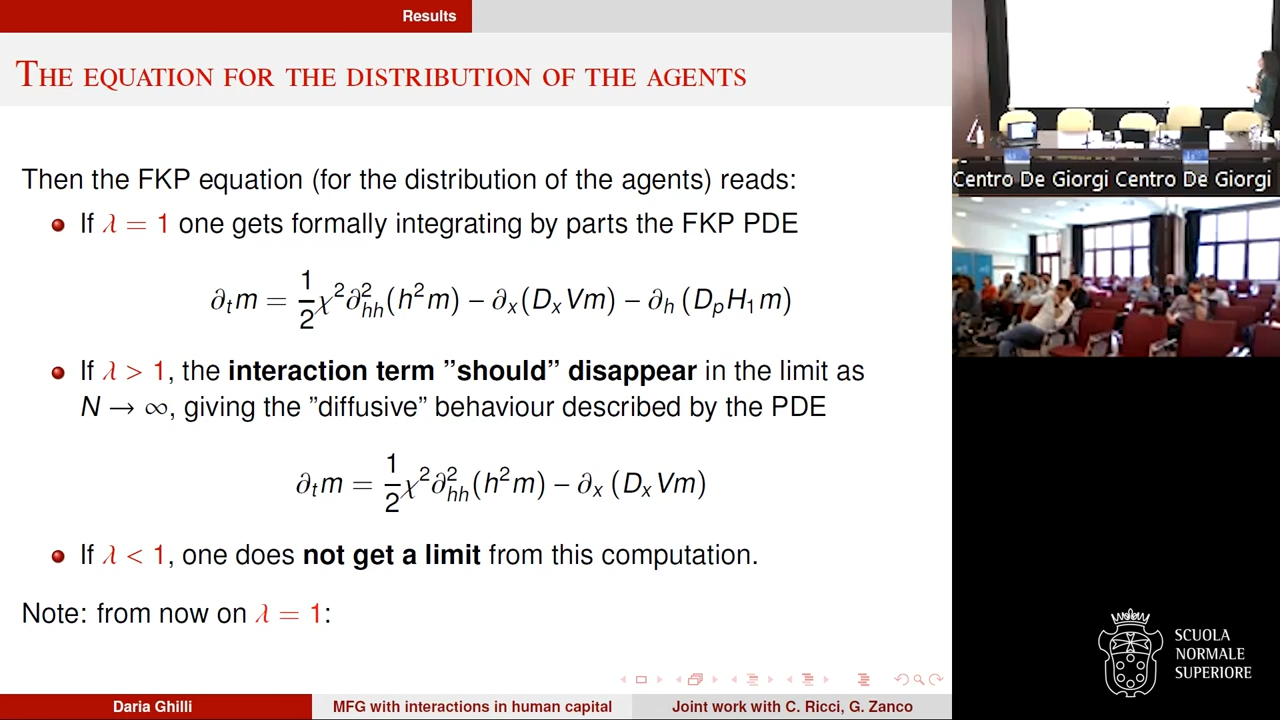 Results
THE EQUATION FOR THE DISTRIBUTION OF THE AGENTS
Then the FKP equation (for the distribution of the agents) reads:
If λ = 1 one gets formally integrating by parts the FKP PDE
∂ₜm = 1/2 χ²∂²ₕₕ(h²m) − ∂ₓ(DₓVm) − ∂ₕ (DₚH₁m)
If λ > 1, the interaction term ”should” disappear in the limit as
N → ∞, giving the ”diffusive” behaviour described by the PDE
∂ₜm = 1/2 χ²∂²ₕₕ(h²m) − ∂ₓ (DₓVm)
If λ < 1, one does not get a limit from this computation.
Note: from now on λ = 1:
Daria Ghilli
MFG with interactions in human capital
Joint work with C. Ricci, G. Zanco
Centro De Giorgi Centro De Giorgi
SCUOLA
NORMALE
SUPERIORE